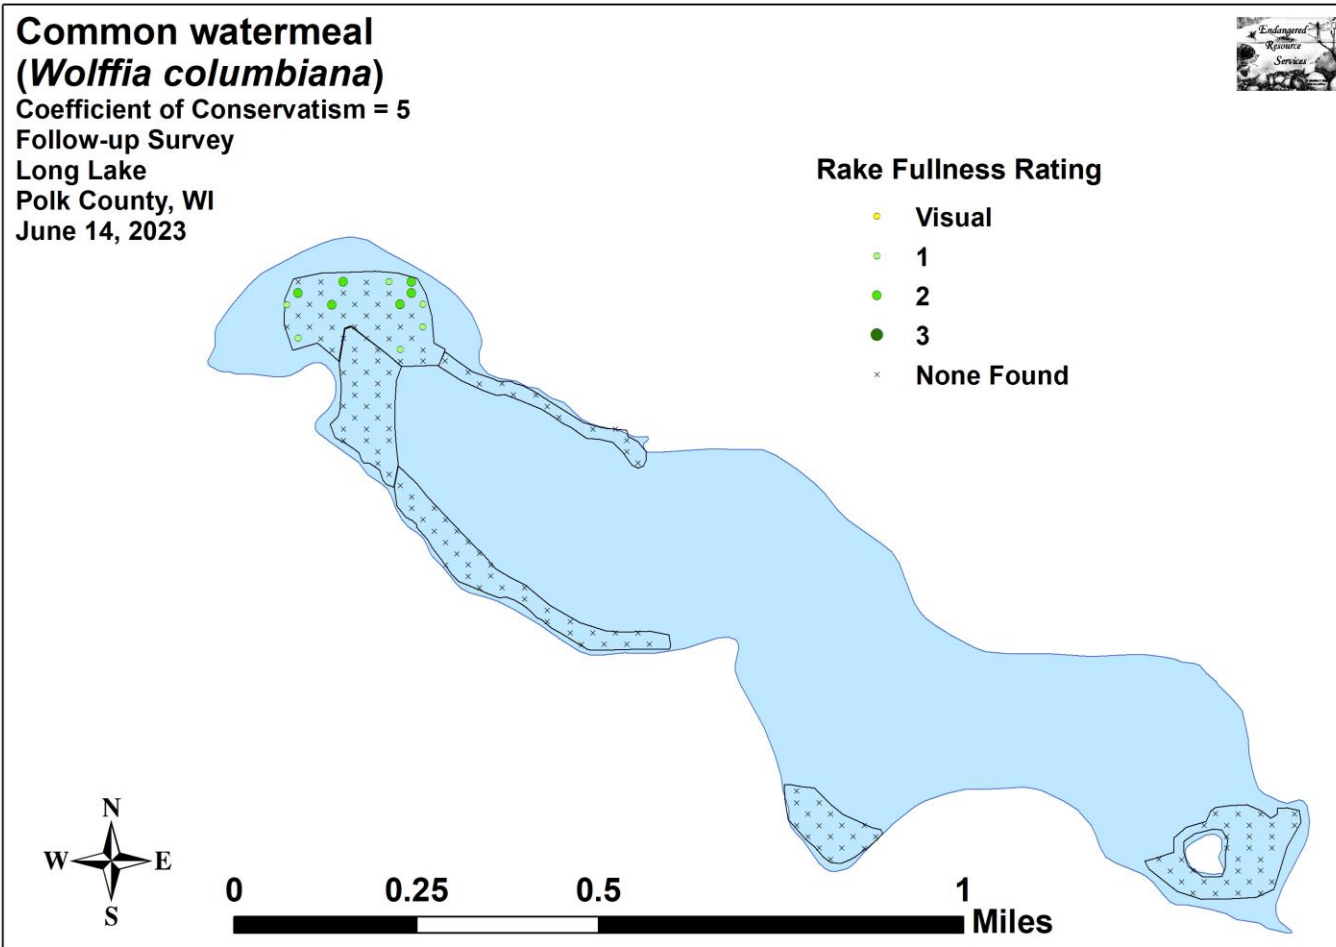 Common watermeal
(Wolffia columbiana)
Coefficient of Conservatism = 5
Follow-up Survey
Long Lake
Polk County, WI
June 14, 2023
Endangered
Resource
Services
Rake Fullness Rating
Visual
1
2
3
None Found
N
W E
S
0 0.25 0.5 1
Miles